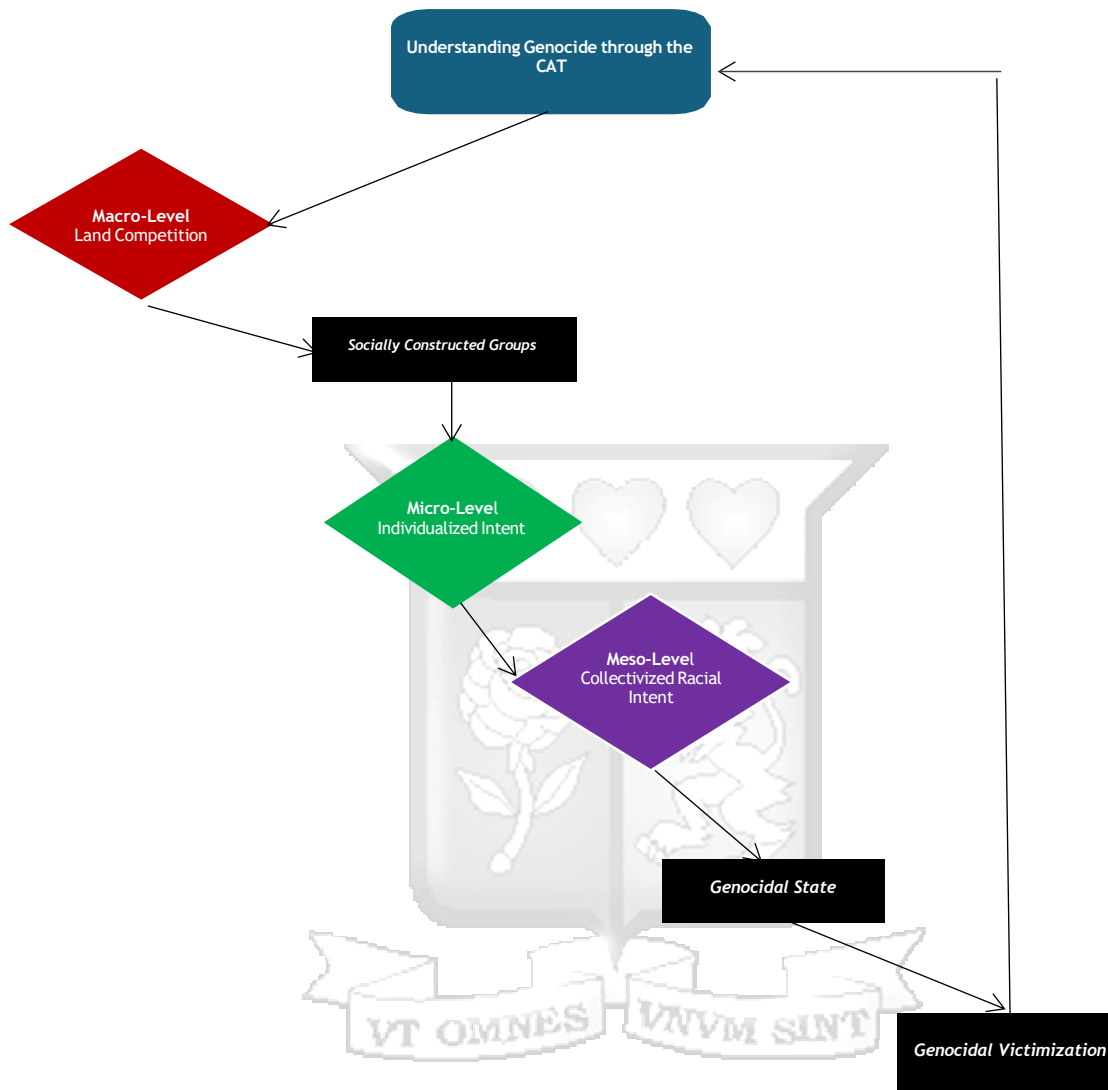 Understanding Genocide through the
CAT
Macro-Level
Land Competition
Socially Constructed Groups
Micro-Level
Individualized Intent
Meso-Level
Collectivized Racial
Intent
Genocidal State
Genocidal Victimization
VT OMNES VNVM SINT